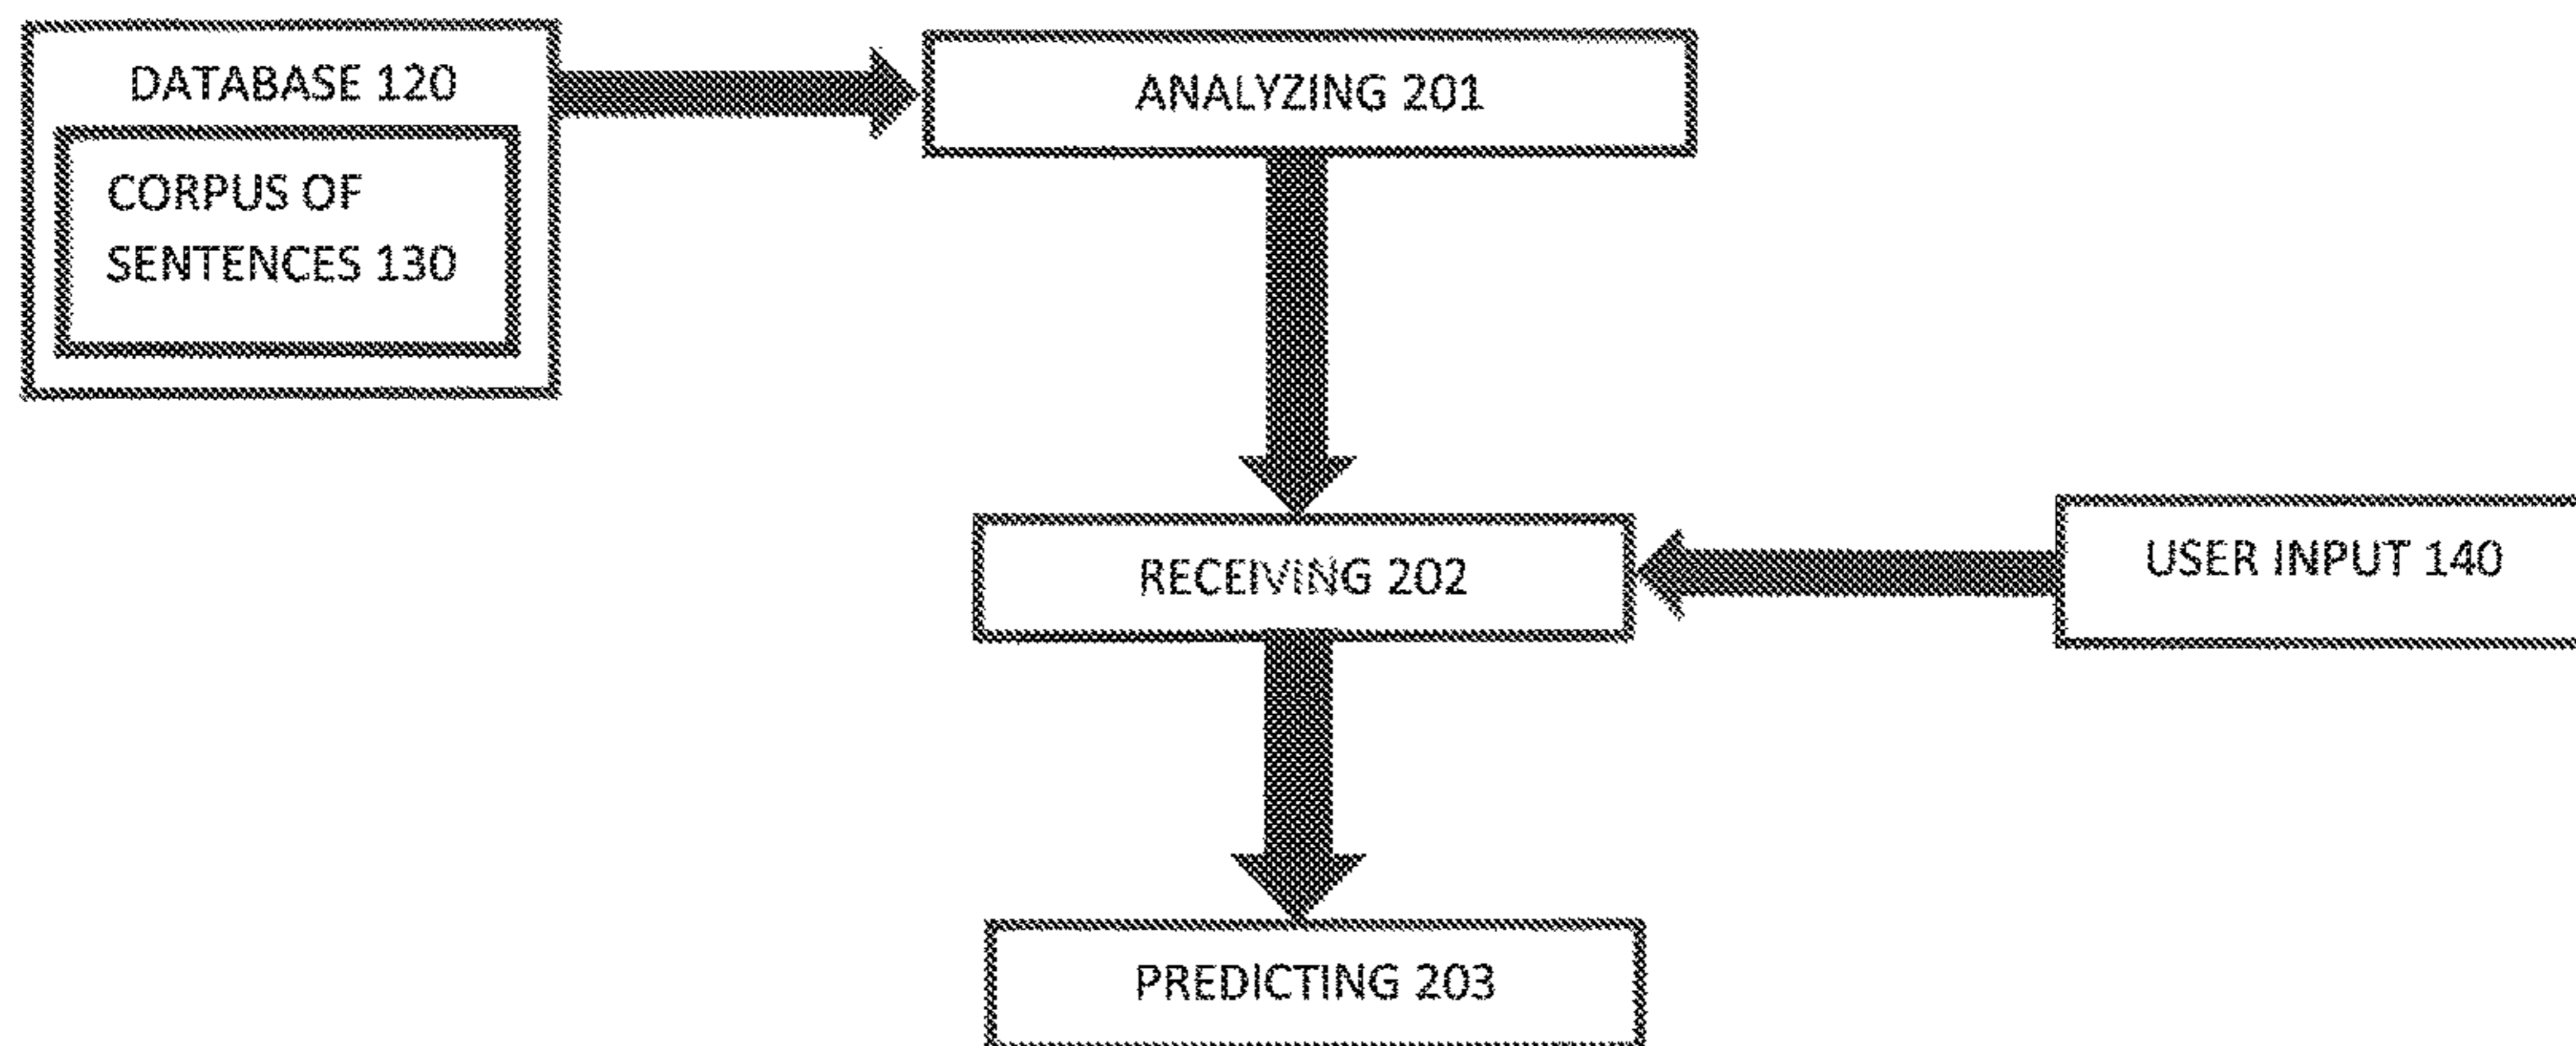 DATABASE 120
CORPUS OF
SENTENCES 130
ANALYZING 201
RECEIVING 202
USER INPUT 140
PREDICTING 203